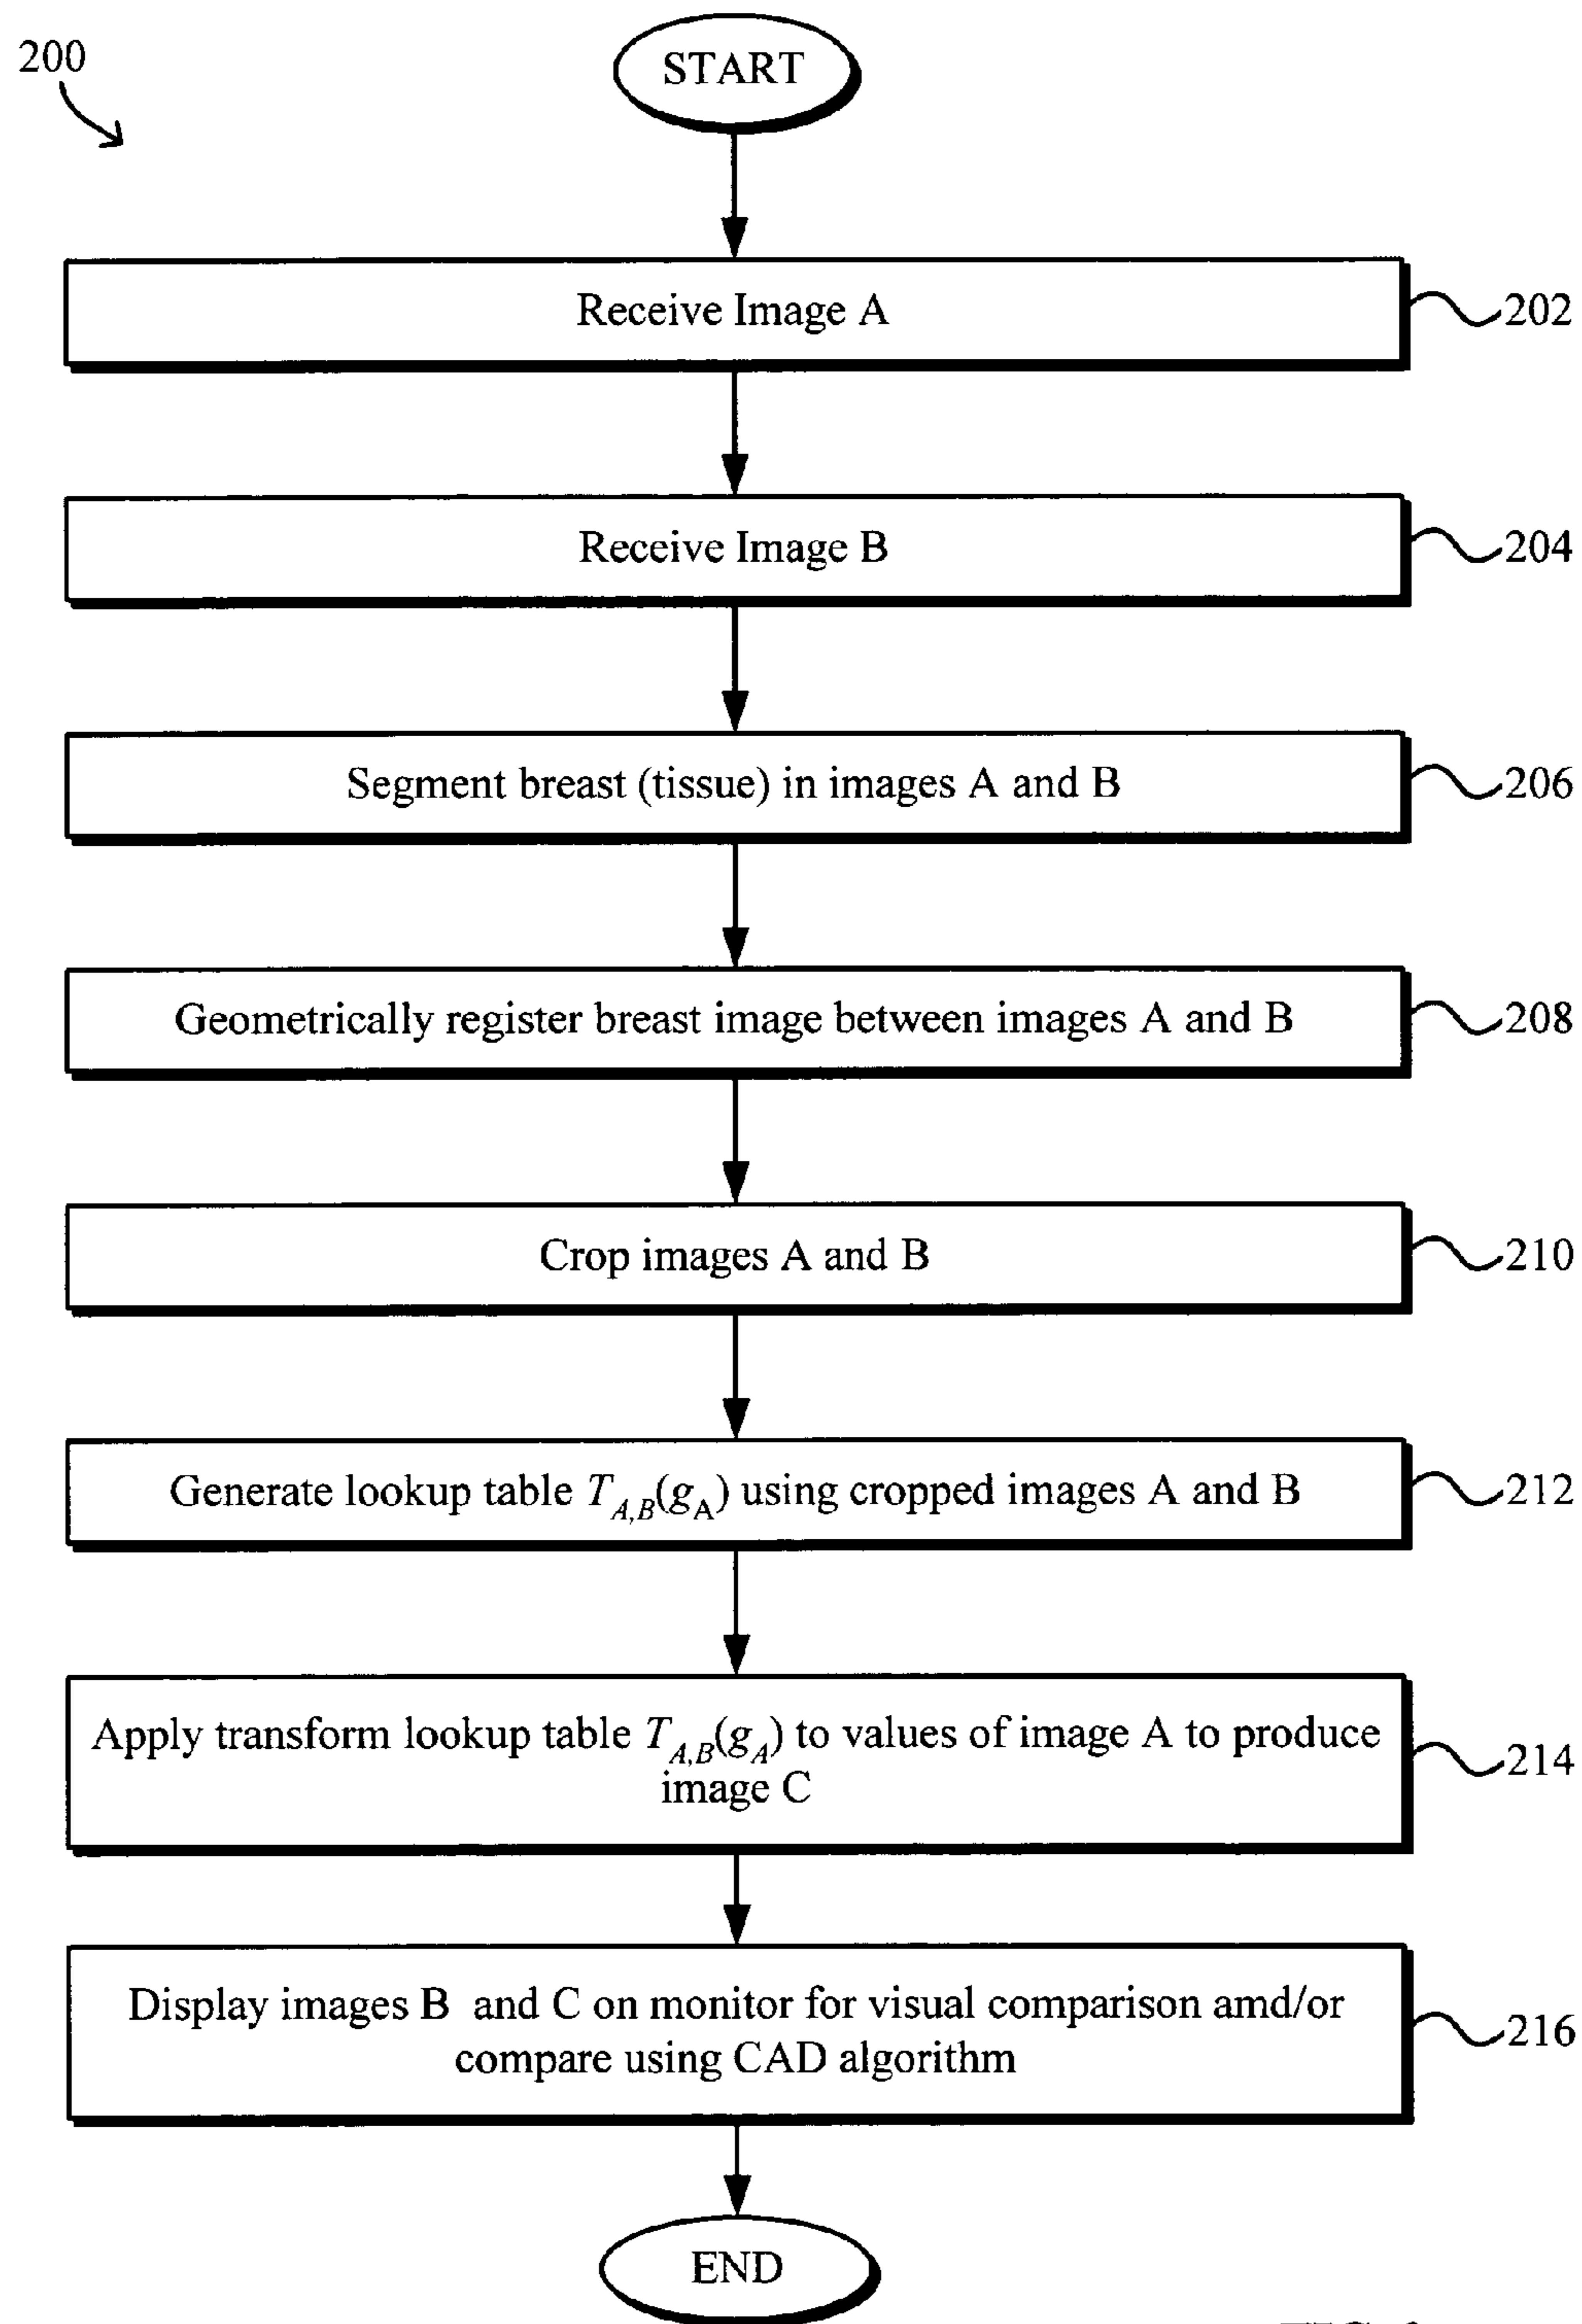 200
START
Receive Image A
202
Receive Image B
204
Segment breast (tissue) in images A and B
206
Geometrically register breast image between images A and B
208
Crop images A and B
210
Generate lookup table T_{A,B}(g_A) using cropped images A and B
212
Apply transform lookup table T_{A,B}(g_A) to values of image A to produce
image C
214
Display images B and C on monitor for visual comparison amd/or
compare using CAD algorithm
216
END